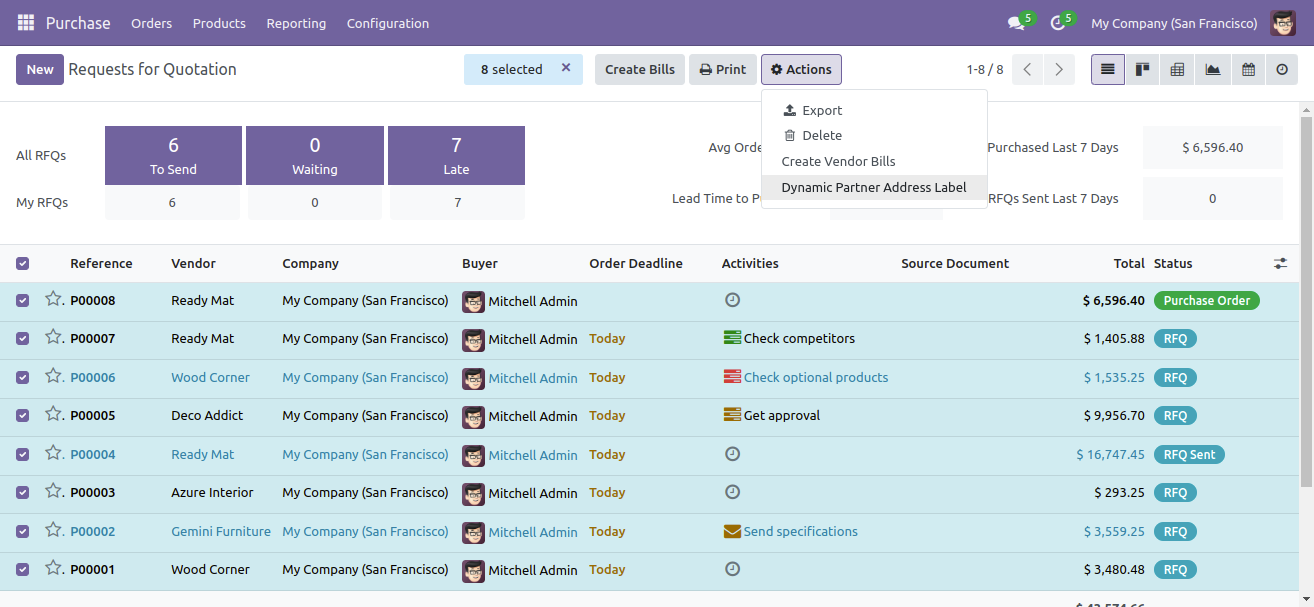 Purchase Orders Products Reporting Configuration 5 5 My Company (San Francisco)
New Requests for Quotation 8 selected × Create Bills Print Actions 1-8 / 8
Export
Delete
Create Vendor Bills
Dynamic Partner Address Label
All RFQs 6 To Send 0 Waiting 7 Late Avg Orde Purchased Last 7 Days $ 6,596.40
My RFQs 6 0 7 Lead Time to RFQs Sent Last 7 Days 0
Reference Vendor Company Buyer Order Deadline Activities Source Document Total Status
P00008 Ready Mat My Company (San Francisco) Mitchell Admin $ 6,596.40 Purchase Order
P00007 Ready Mat My Company (San Francisco) Mitchell Admin Today Check competitors $ 1,405.88 RFQ
P00006 Wood Corner My Company (San Francisco) Mitchell Admin Today Check optional products $ 1,535.25 RFQ
P00005 Deco Addict My Company (San Francisco) Mitchell Admin Today Get approval $ 9,956.70 RFQ
P00004 Ready Mat My Company (San Francisco) Mitchell Admin Today $ 16,747.45 RFQ Sent
P00003 Azure Interior My Company (San Francisco) Mitchell Admin Today $ 293.25 RFQ
P00002 Gemini Furniture My Company (San Francisco) Mitchell Admin Today Send specifications $ 3,559.25 RFQ
P00001 Wood Corner My Company (San Francisco) Mitchell Admin Today $ 3,480.48 RFQ